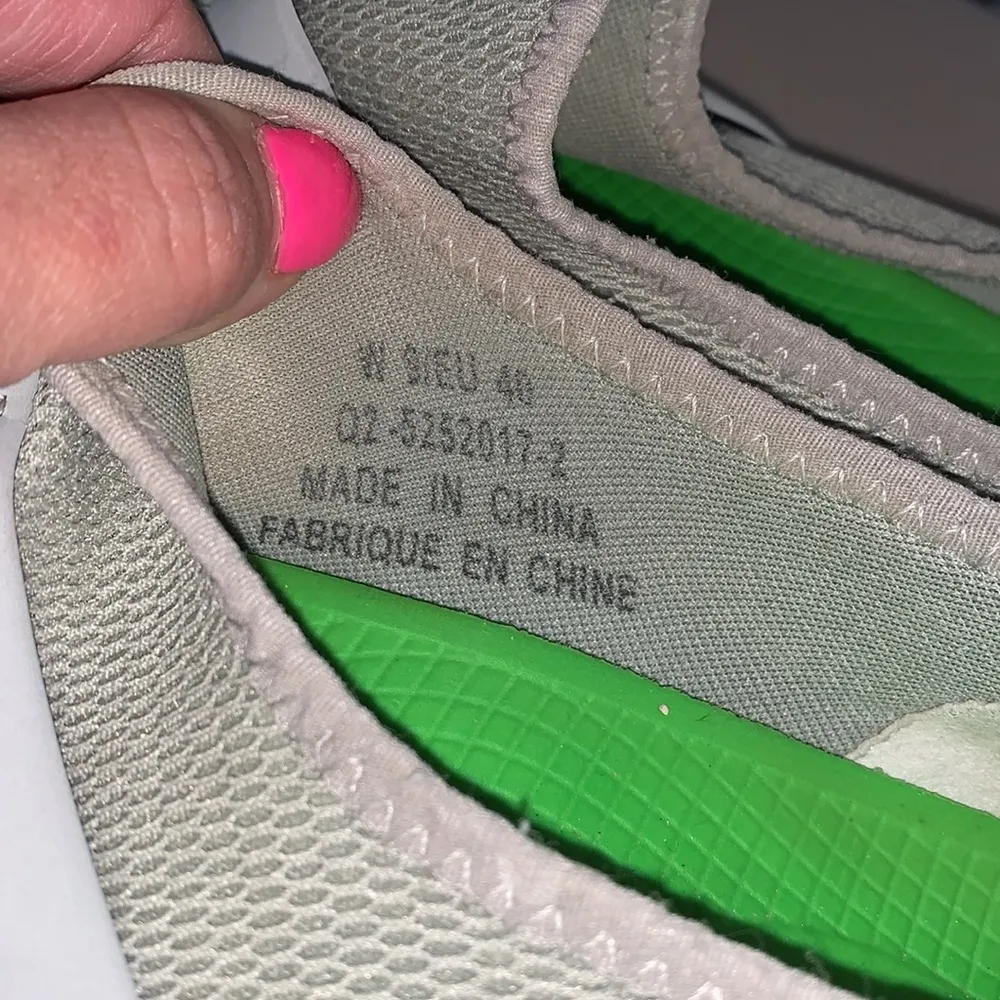 W 9/EU 40
Q2-5252017-2
MADE IN CHINA
FABRIQUE EN CHINE